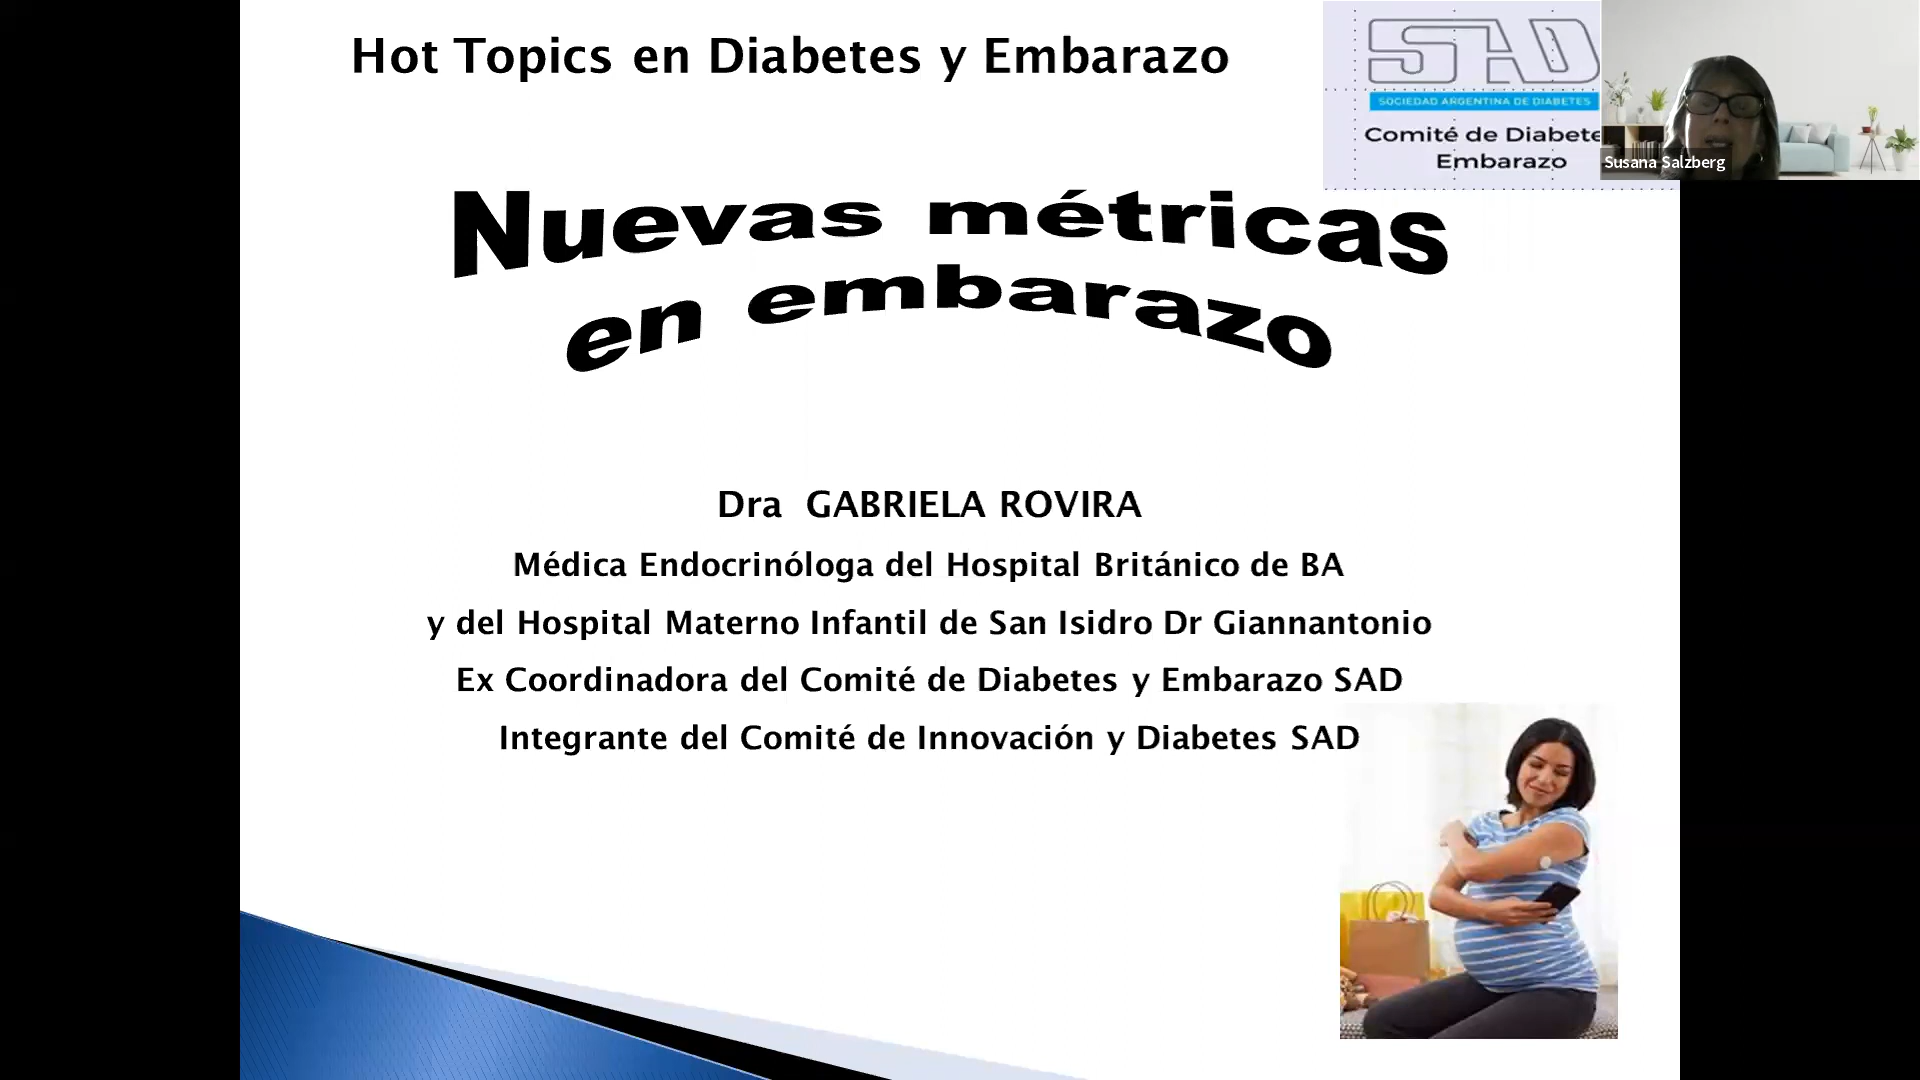 Hot Topics en Diabetes y Embarazo
SAD
SOCIEDAD ARGENTINA DE DIABETES
Comité de Diabete
Embarazo
Susana Salzberg
Nuevas métricas
en embarazo
Dra GABRIELA ROVIRA
Médica Endocrinóloga del Hospital Británico de BA
y del Hospital Materno Infantil de San Isidro Dr Giannantonio
Ex Coordinadora del Comité de Diabetes y Embarazo SAD
Integrante del Comité de Innovación y Diabetes SAD